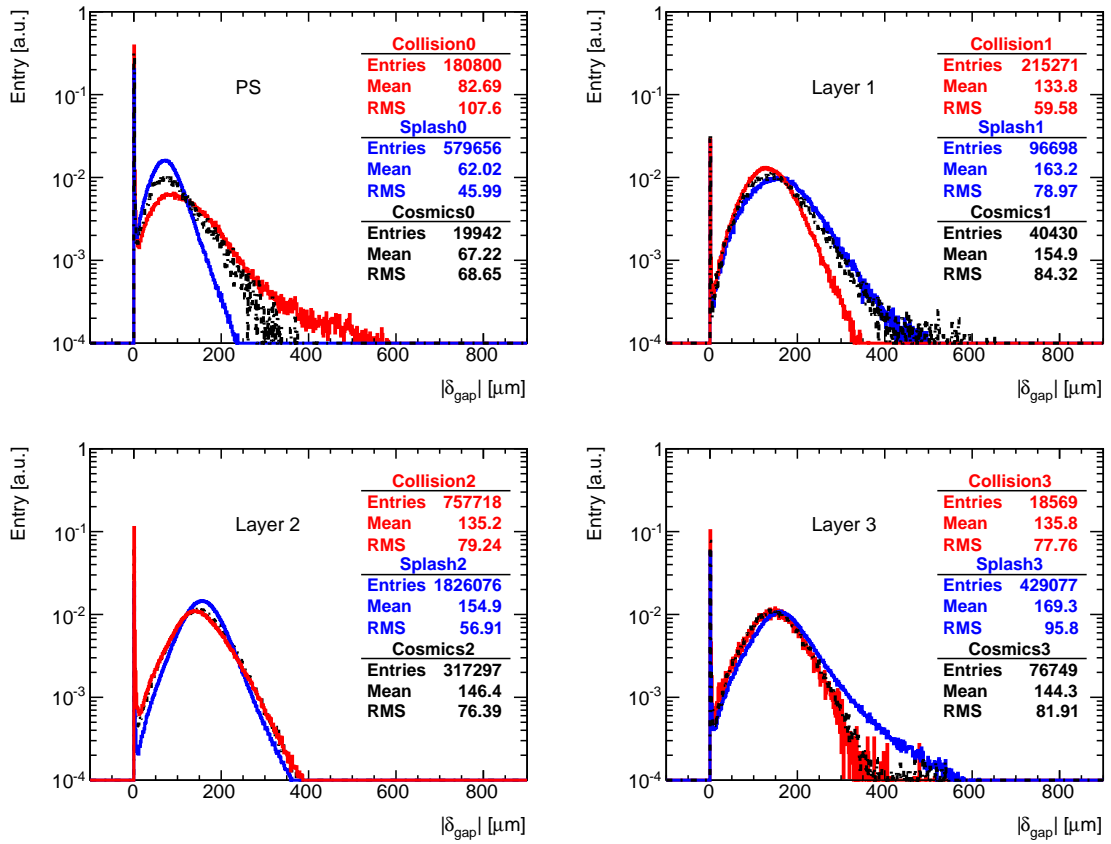 Entry [a.u.]
1
10⁻¹
10⁻²
10⁻³
10⁻⁴
PS
Collision0
Entries 180800
Mean 82.69
RMS 107.6
Splash0
Entries 579656
Mean 62.02
RMS 45.99
Cosmics0
Entries 19942
Mean 67.22
RMS 68.65
0 200 400 600 800
|δgap| [μm]
Entry [a.u.]
1
10⁻¹
10⁻²
10⁻³
10⁻⁴
Layer 1
Collision1
Entries 215271
Mean 133.8
RMS 59.58
Splash1
Entries 96698
Mean 163.2
RMS 78.97
Cosmics1
Entries 40430
Mean 154.9
RMS 84.32
0 200 400 600 800
|δgap| [μm]
Entry [a.u.]
1
10⁻¹
10⁻²
10⁻³
10⁻⁴
Layer 2
Collision2
Entries 757718
Mean 135.2
RMS 79.24
Splash2
Entries 1826076
Mean 154.9
RMS 56.91
Cosmics2
Entries 317297
Mean 146.4
RMS 76.39
0 200 400 600 800
|δgap| [μm]
Entry [a.u.]
1
10⁻¹
10⁻²
10⁻³
10⁻⁴
Layer 3
Collision3
Entries 18569
Mean 135.8
RMS 77.76
Splash3
Entries 429077
Mean 169.3
RMS 95.8
Cosmics3
Entries 76749
Mean 144.3
RMS 81.91
0 200 400 600 800
|δgap| [μm]